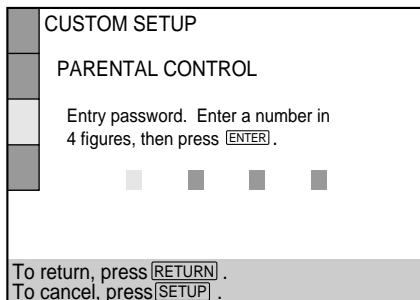 CUSTOM SETUP
PARENTAL CONTROL
Entry password. Enter a number in
4 figures, then press ENTER .
To return, press RETURN .
To cancel, press SETUP .